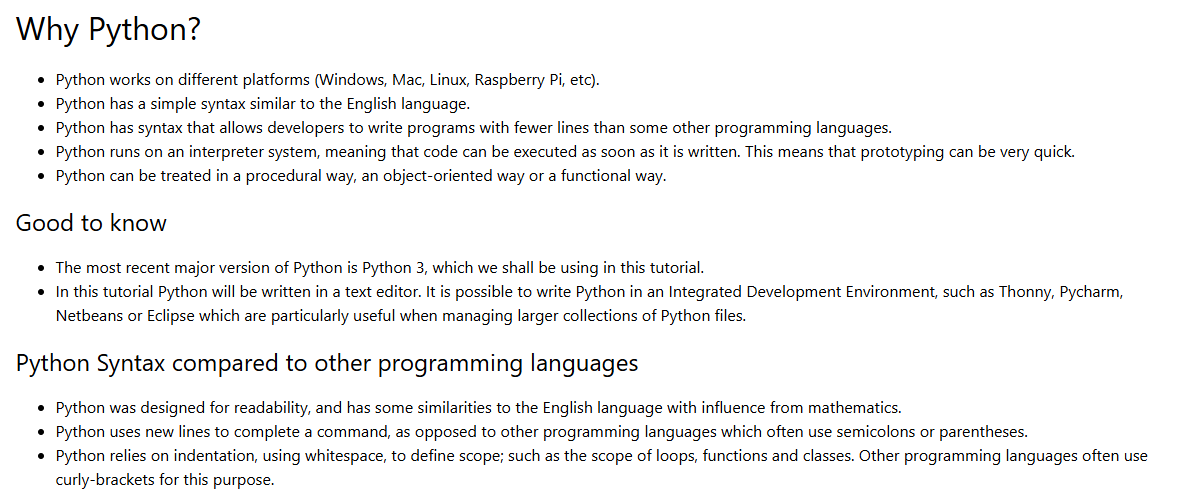 Why Python?
Python works on different platforms (Windows, Mac, Linux, Raspberry Pi, etc).
Python has a simple syntax similar to the English language.
Python has syntax that allows developers to write programs with fewer lines than some other programming languages.
Python runs on an interpreter system, meaning that code can be executed as soon as it is written. This means that prototyping can be very quick.
Python can be treated in a procedural way, an object-oriented way or a functional way.
Good to know
The most recent major version of Python is Python 3, which we shall be using in this tutorial.
In this tutorial Python will be written in a text editor. It is possible to write Python in an Integrated Development Environment, such as Thonny, Pycharm,
Netbeans or Eclipse which are particularly useful when managing larger collections of Python files.
Python Syntax compared to other programming languages
Python was designed for readability, and has some similarities to the English language with influence from mathematics.
Python uses new lines to complete a command, as opposed to other programming languages which often use semicolons or parentheses.
Python relies on indentation, using whitespace, to define scope; such as the scope of loops, functions and classes. Other programming languages often use
curly-brackets for this purpose.